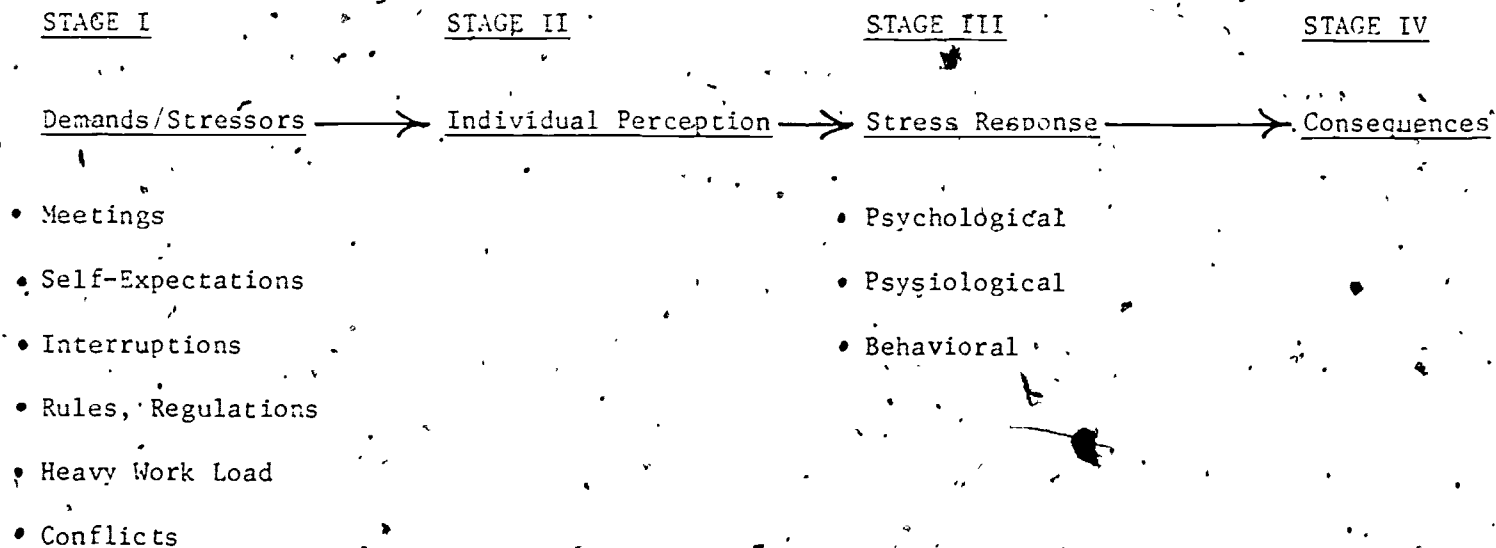 STAGE I STAGE II STAGE III STAGE IV
Demands/Stressors Individual Perception Stress Response Consequences
• Meetings • Psychological
• Self-Expectations • Psysiological
• Interruptions • Behavioral
• Rules, Regulations
• Heavy Work Load
• Conflicts